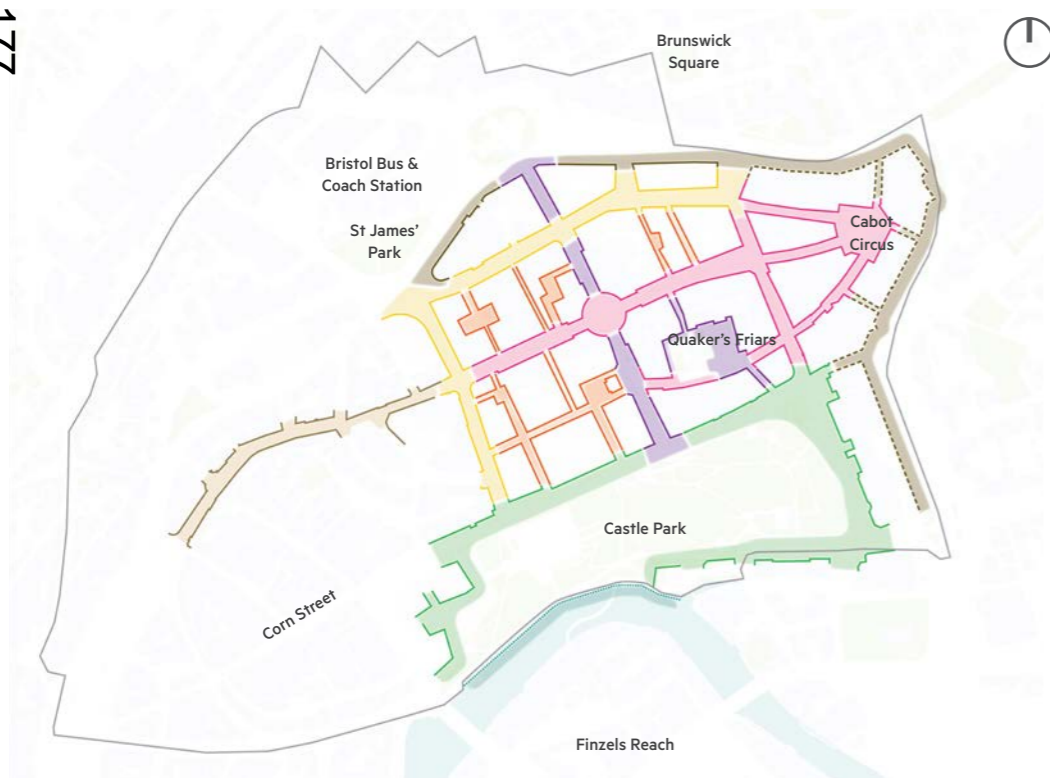 177
Brunswick
Square
Bristol Bus &
Coach Station
St James’
Park
Cabot
Circus
Quaker’s Friars
Castle Park
Corn Street
Finzels Reach